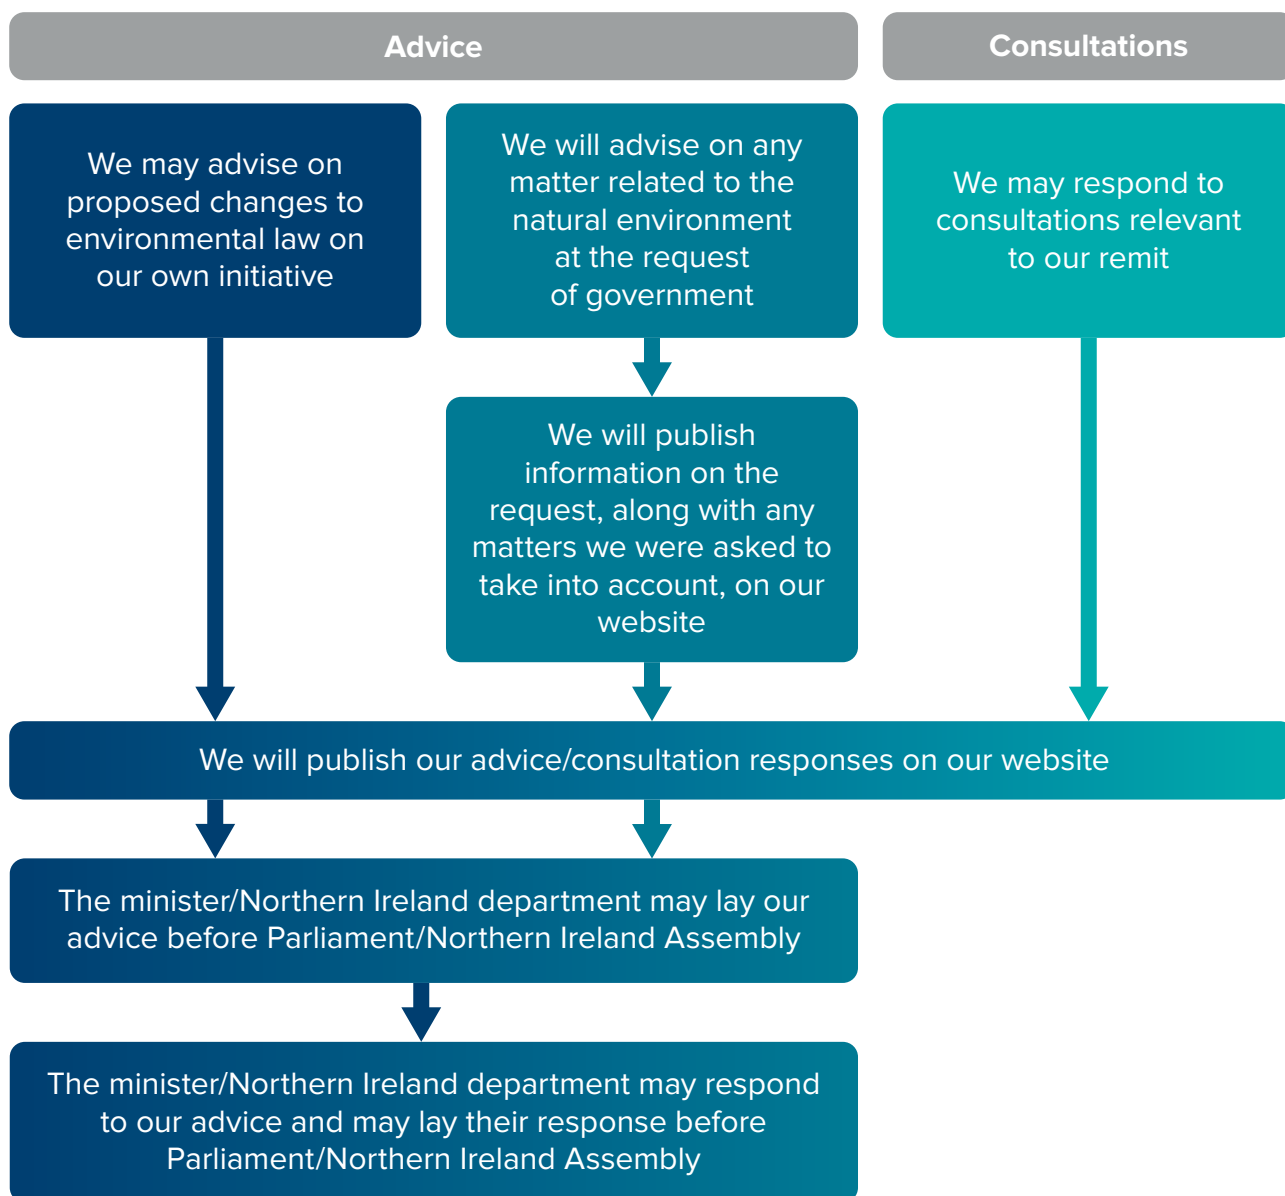 Advice
Consultations
We may advise on
proposed changes to
environmental law on
our own initiative
We will advise on any
matter related to the
natural environment
at the request
of government
We may respond to
consultations relevant
to our remit
We will publish
information on the
request, along with any
matters we were asked to
take into account, on our
website
We will publish our advice/consultation responses on our website
The minister/Northern Ireland department may lay our
advice before Parliament/Northern Ireland Assembly
The minister/Northern Ireland department may respond
to our advice and may lay their response before
Parliament/Northern Ireland Assembly